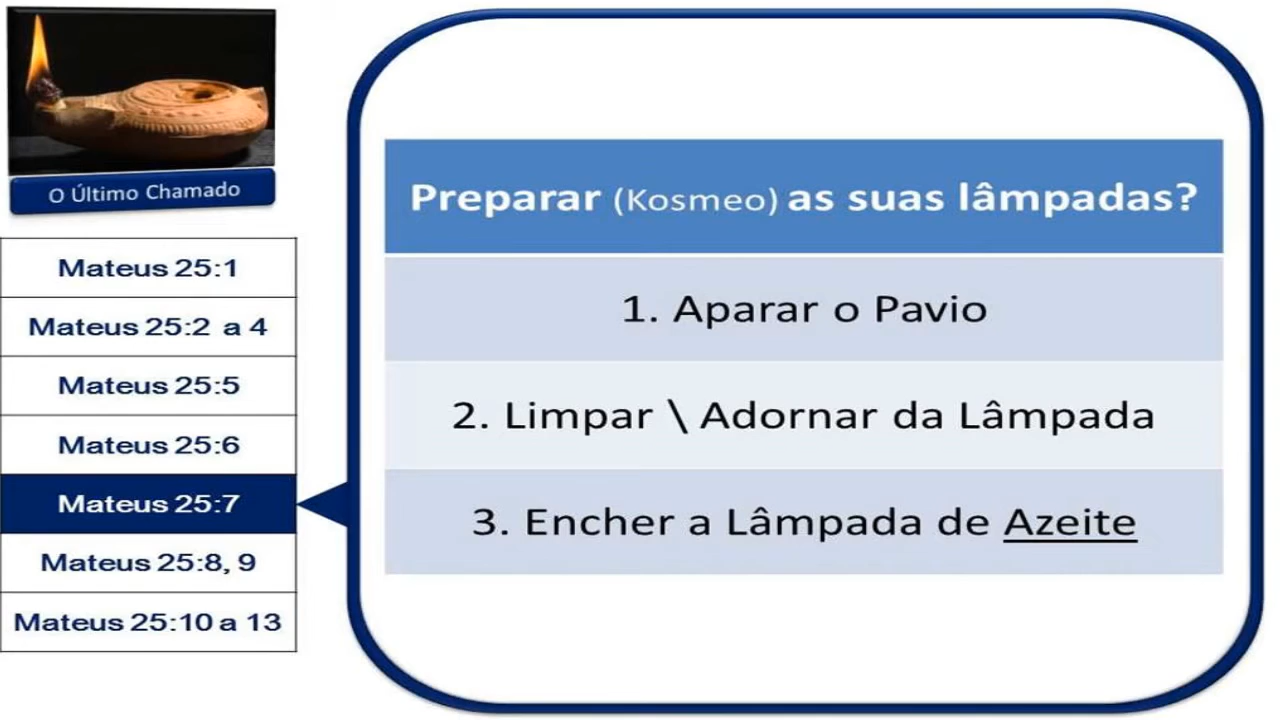 O Último Chamado
Mateus 25:1
Mateus 25:2 a 4
Mateus 25:5
Mateus 25:6
Mateus 25:7
Mateus 25:8, 9
Mateus 25:10 a 13
Preparar (Kosmeo) as suas lâmpadas?
1. Aparar o Pavio
2. Limpar \ Adornar da Lâmpada
3. Encher a Lâmpada de Azeite